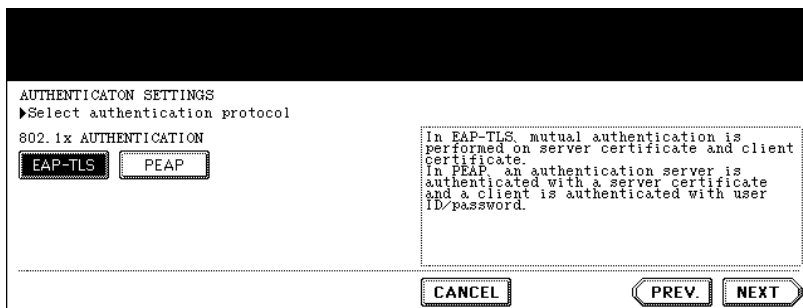 AUTHENTICATON SETTINGS
▶Select authentication protocol
802.1x AUTHENTICATION
EAP-TLS PEAP
In EAP-TLS, mutual authentication is
performed on server certificate and client
certificate.
In PEAP, an authentication server is
authenticated with a server certificate
and a client is authenticated with user
ID/password.
CANCEL PREV. NEXT